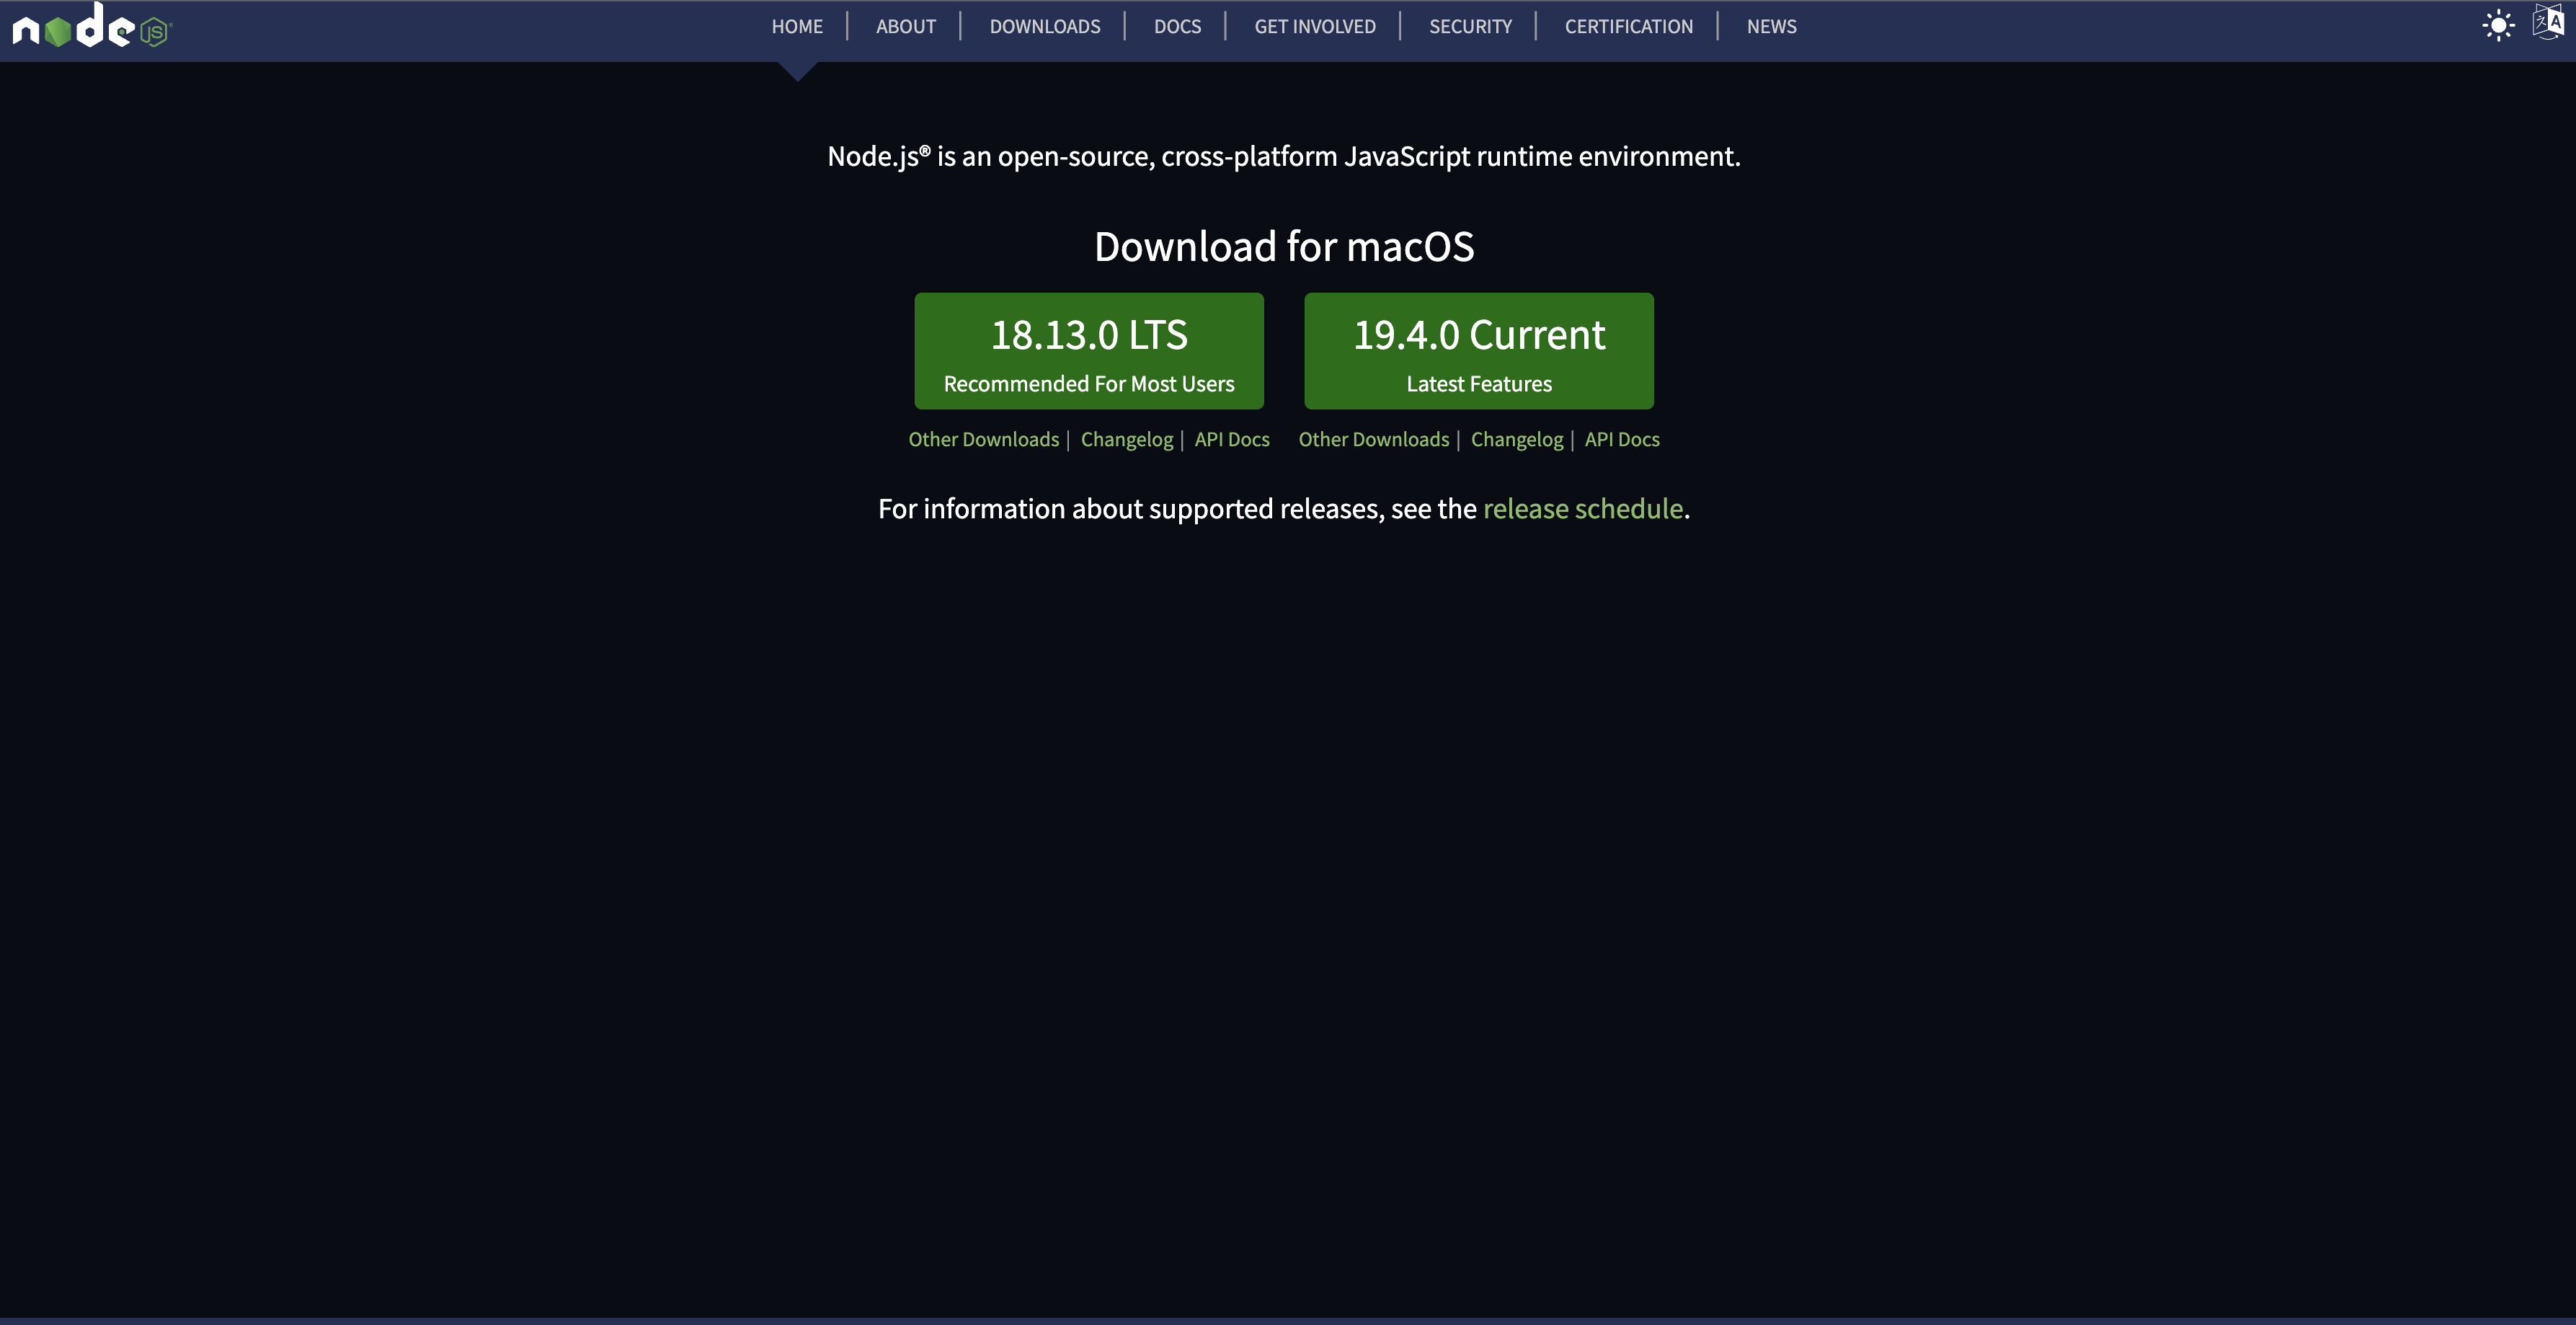 node JS
HOME | ABOUT | DOWNLOADS | DOCS | GET INVOLVED | SECURITY | CERTIFICATION | NEWS
Node.js® is an open-source, cross-platform JavaScript runtime environment.
Download for macOS
18.13.0 LTS
Recommended For Most Users
19.4.0 Current
Latest Features
Other Downloads | Changelog | API Docs
Other Downloads | Changelog | API Docs
For information about supported releases, see the release schedule.